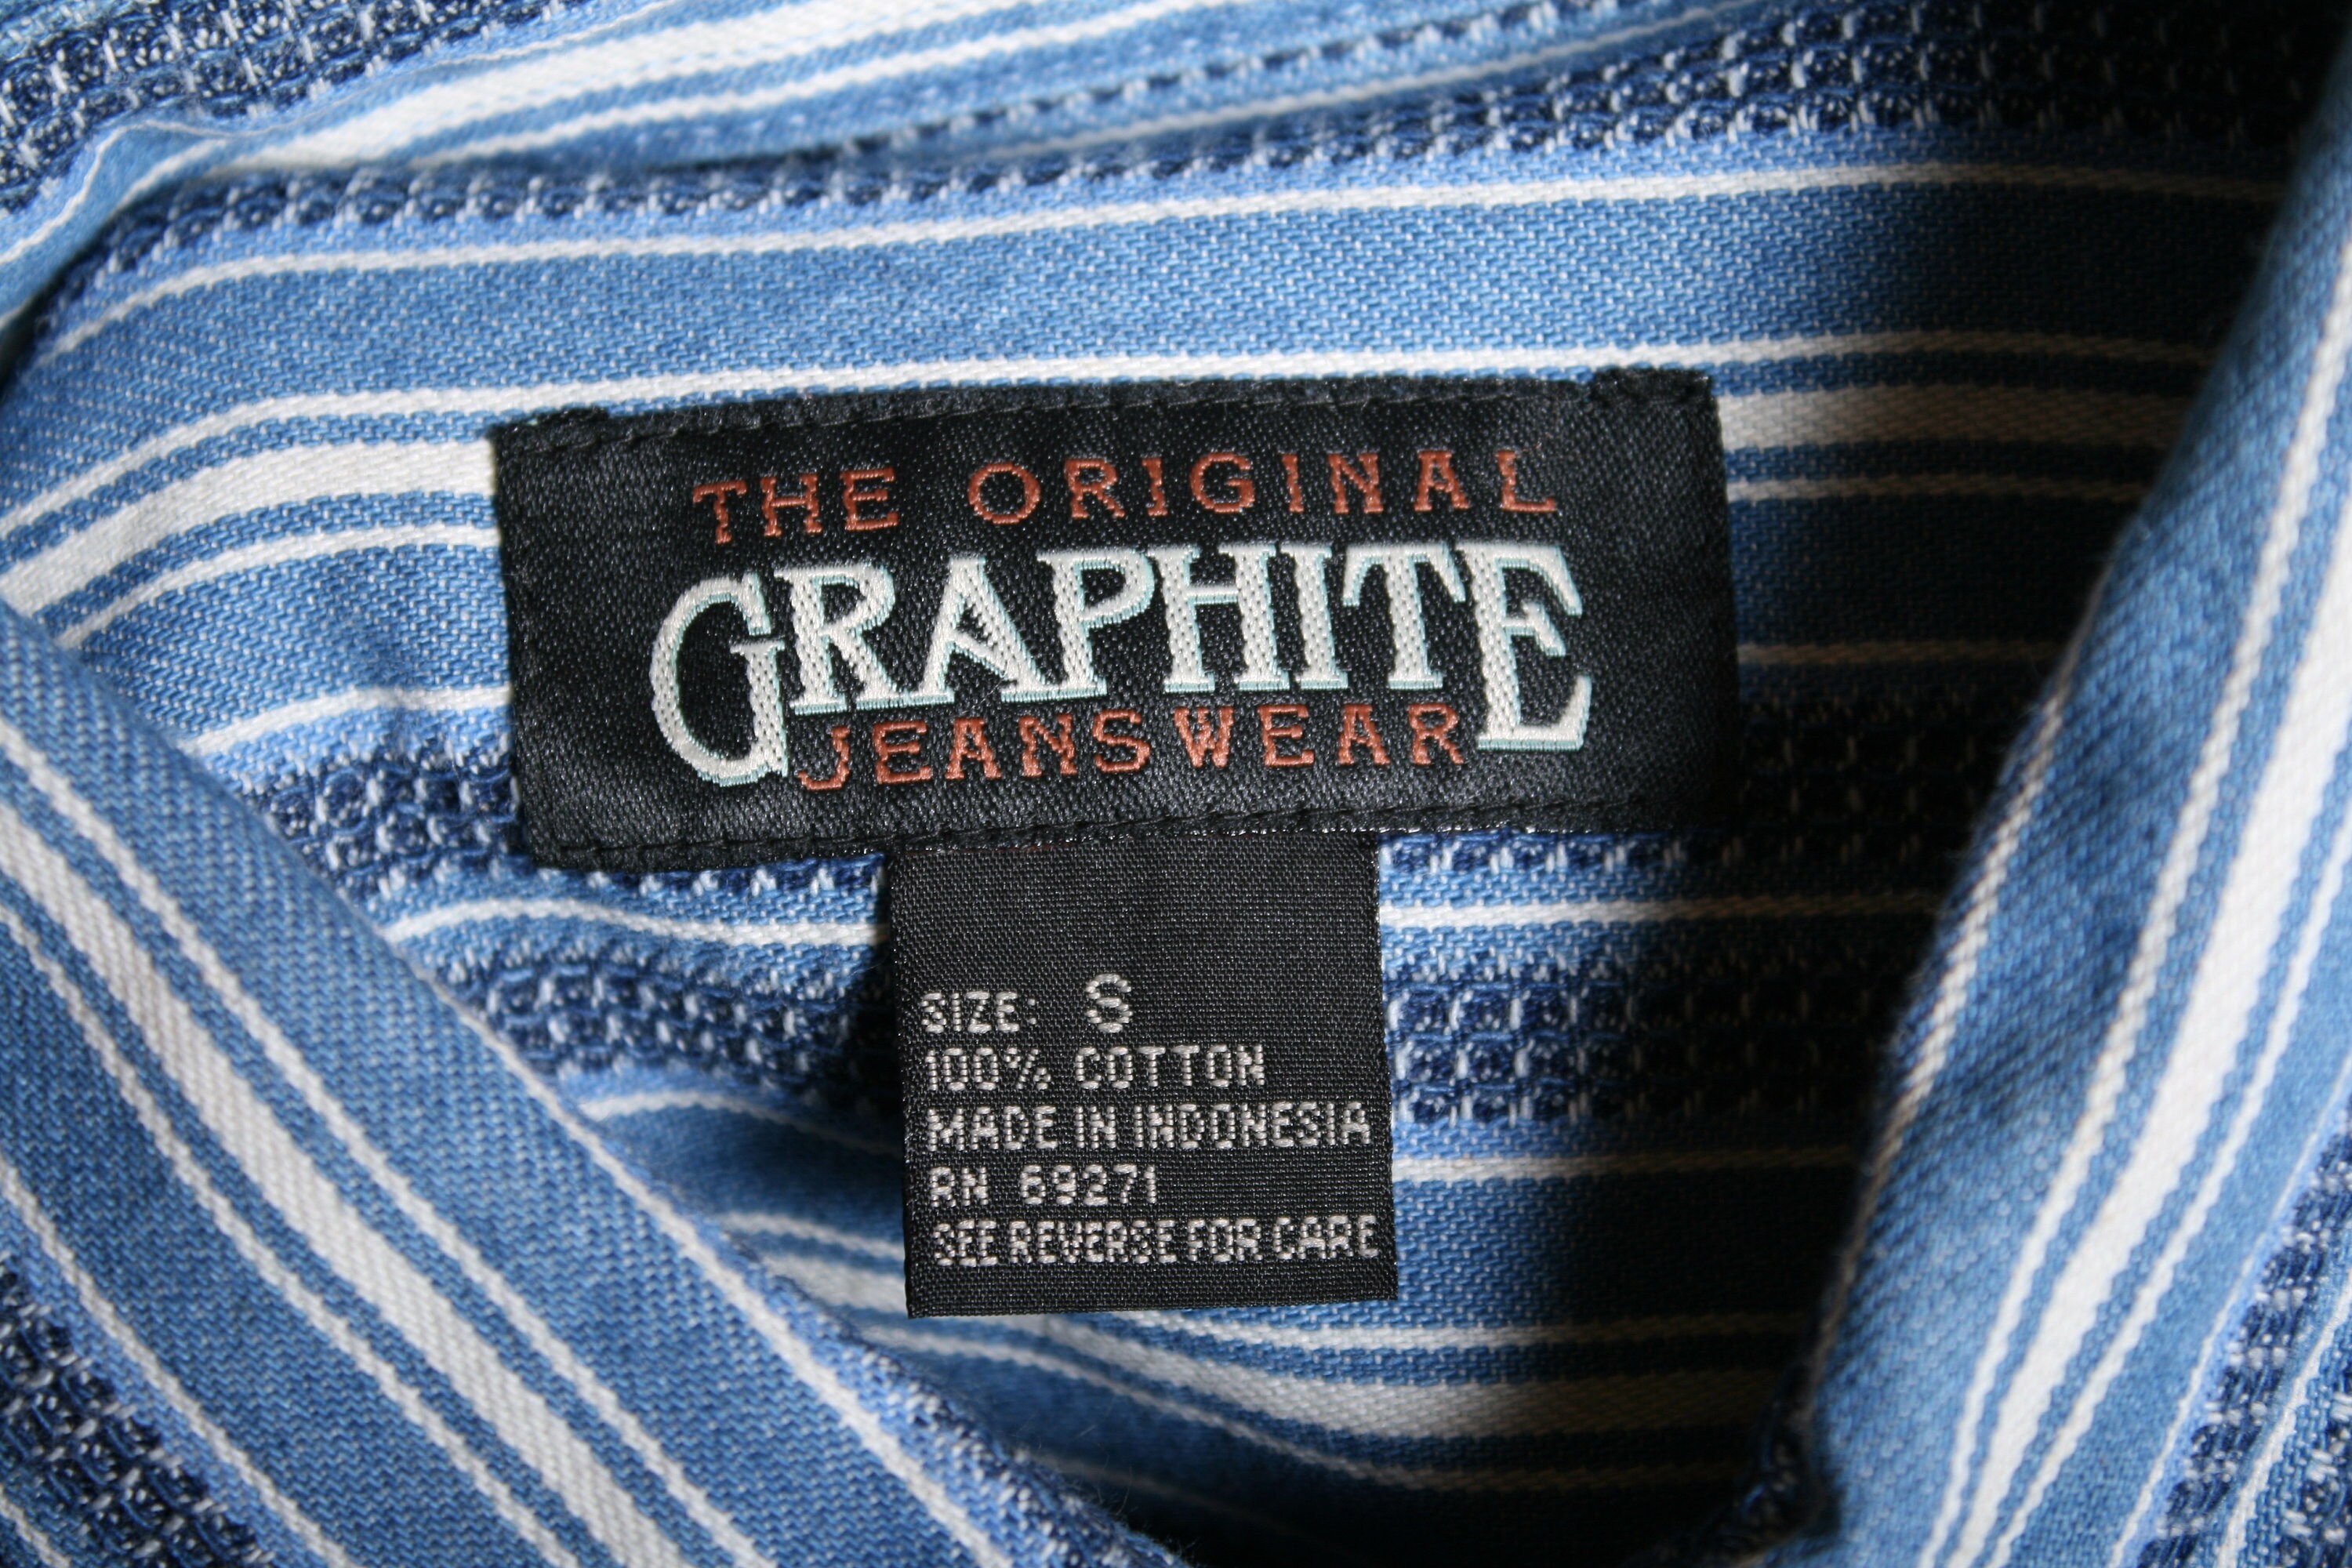 THE ORIGINAL
GRAPHITE
JEANSWEAR
SIZE: S
100% COTTON
MADE IN INDONESIA
RN 69271
SEE REVERSE FOR CARE